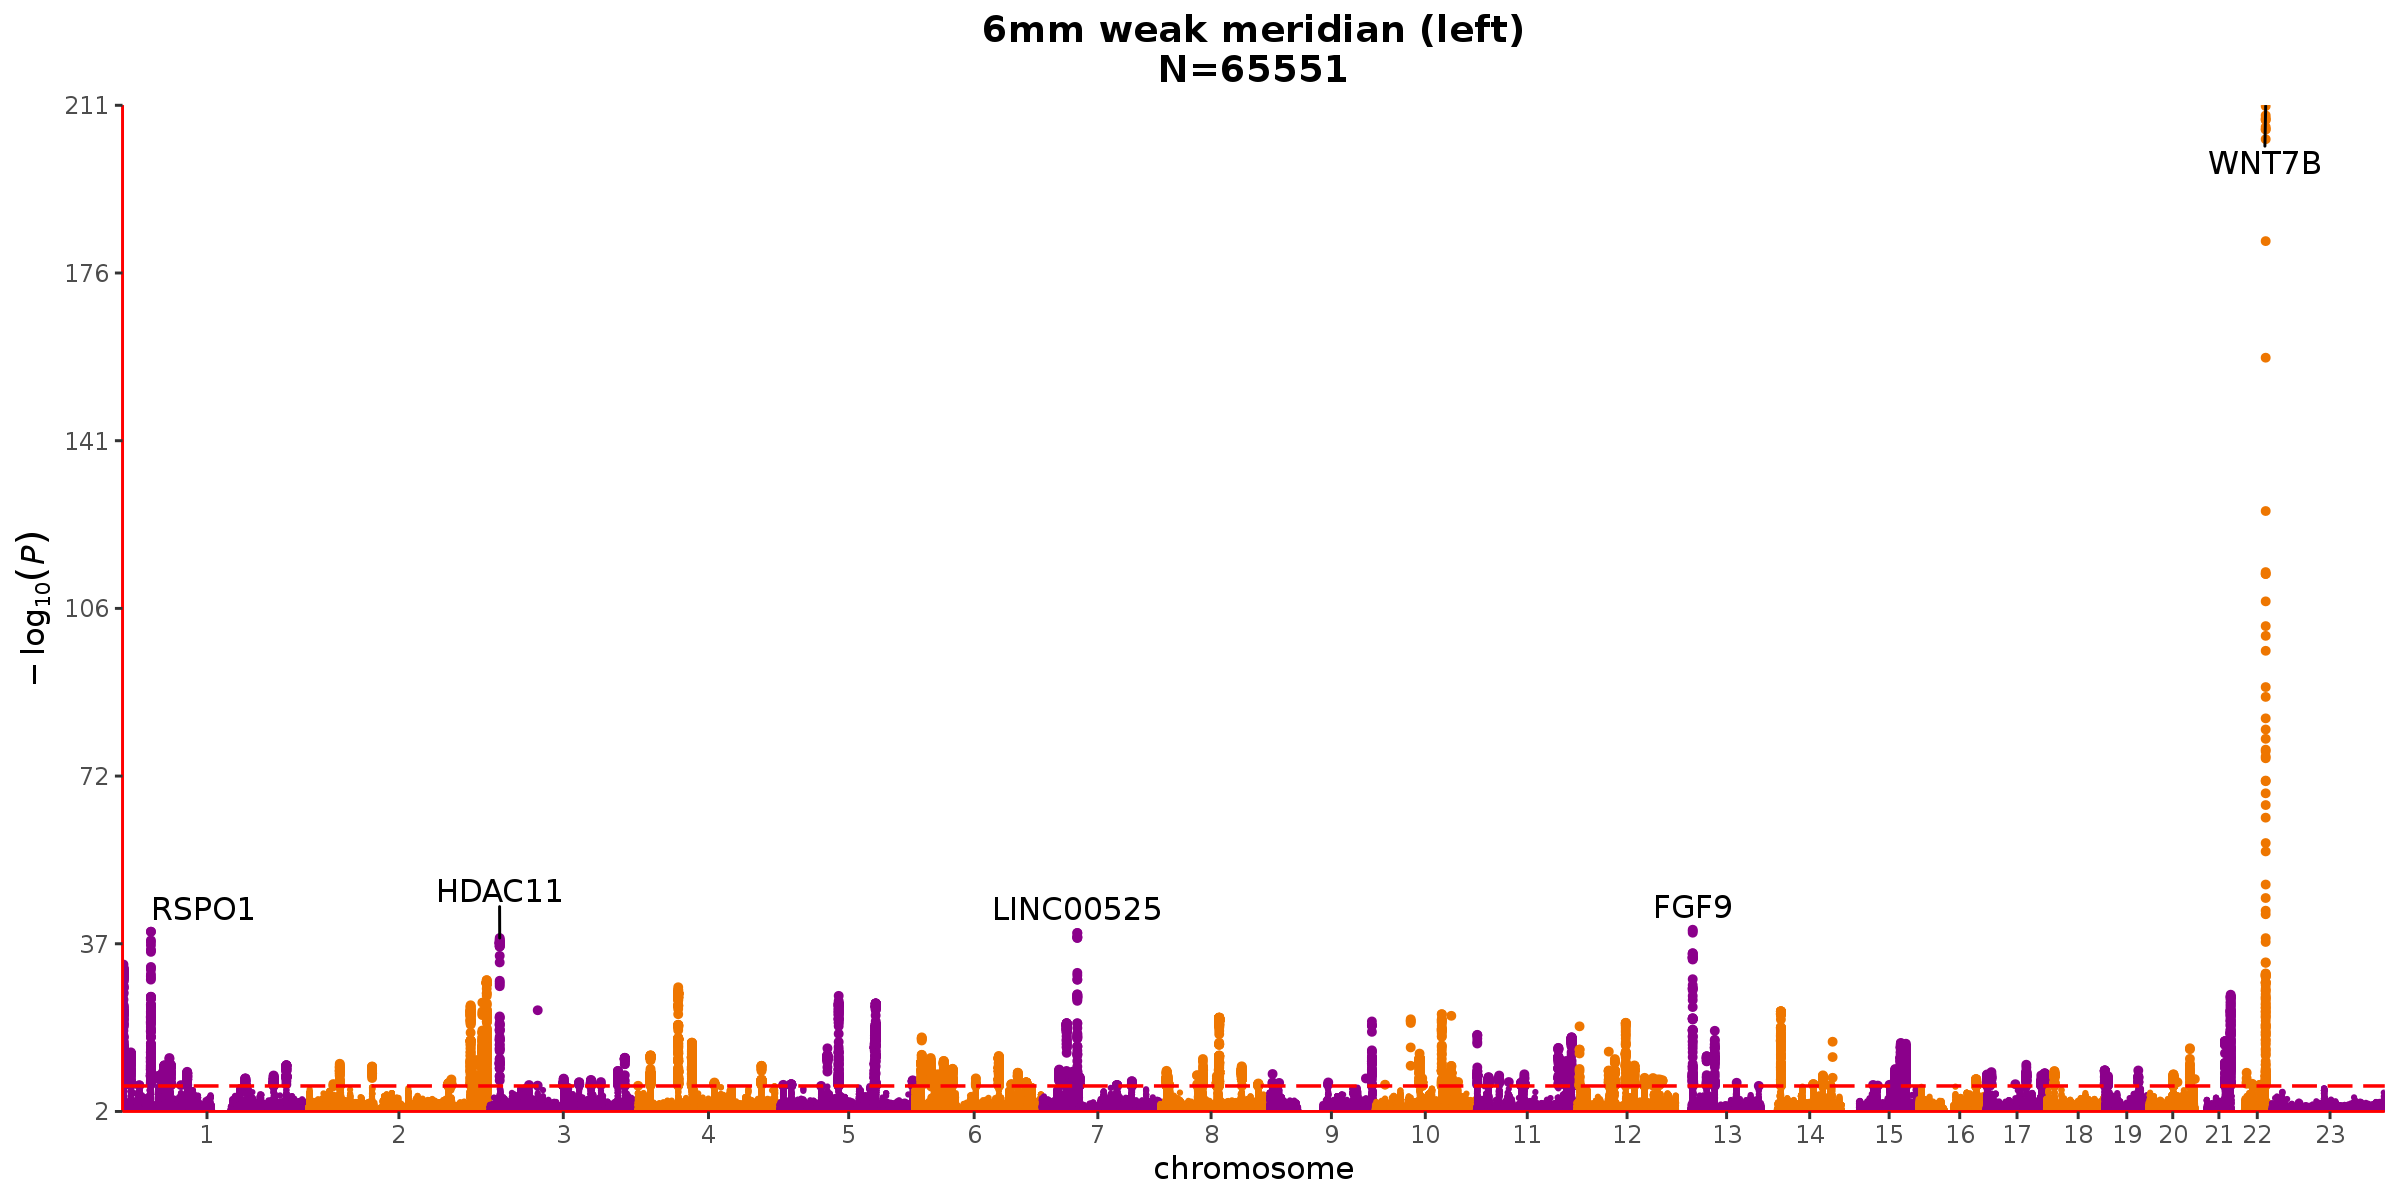 6mm weak meridian (left)
N=65551
211
176
141
106
72
37
2
−log10(P)
WNT7B
RSPO1
HDAC11
LINC00525
FGF9
1 2 3 4 5 6 7 8 9 10 11 12 13 14 15 16 17 18 19 20 21 22 23
chromosome